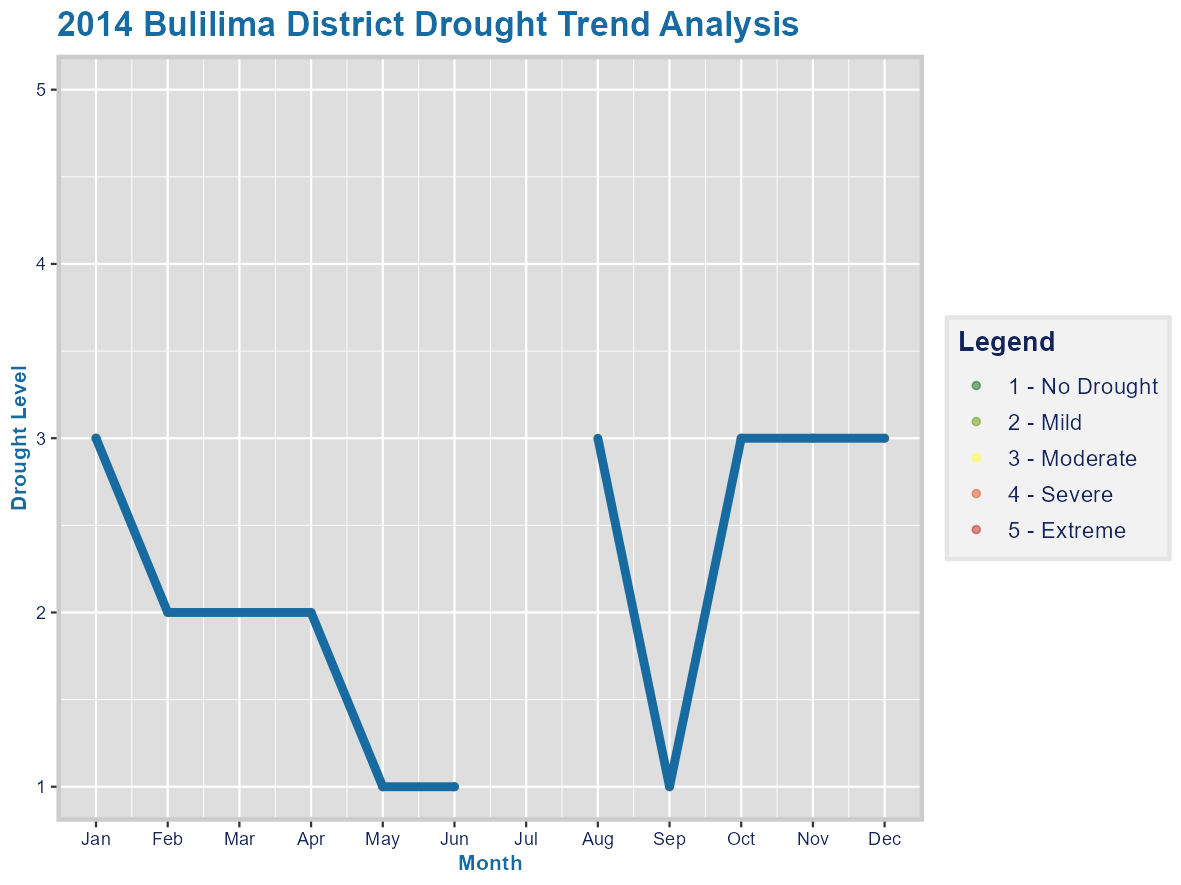 2014 Bulilima District Drought Trend Analysis
Drought Level
5
4
3
2
1
Jan Feb Mar Apr May Jun Jul Aug Sep Oct Nov Dec
Month
Legend
1 - No Drought
2 - Mild
3 - Moderate
4 - Severe
5 - Extreme